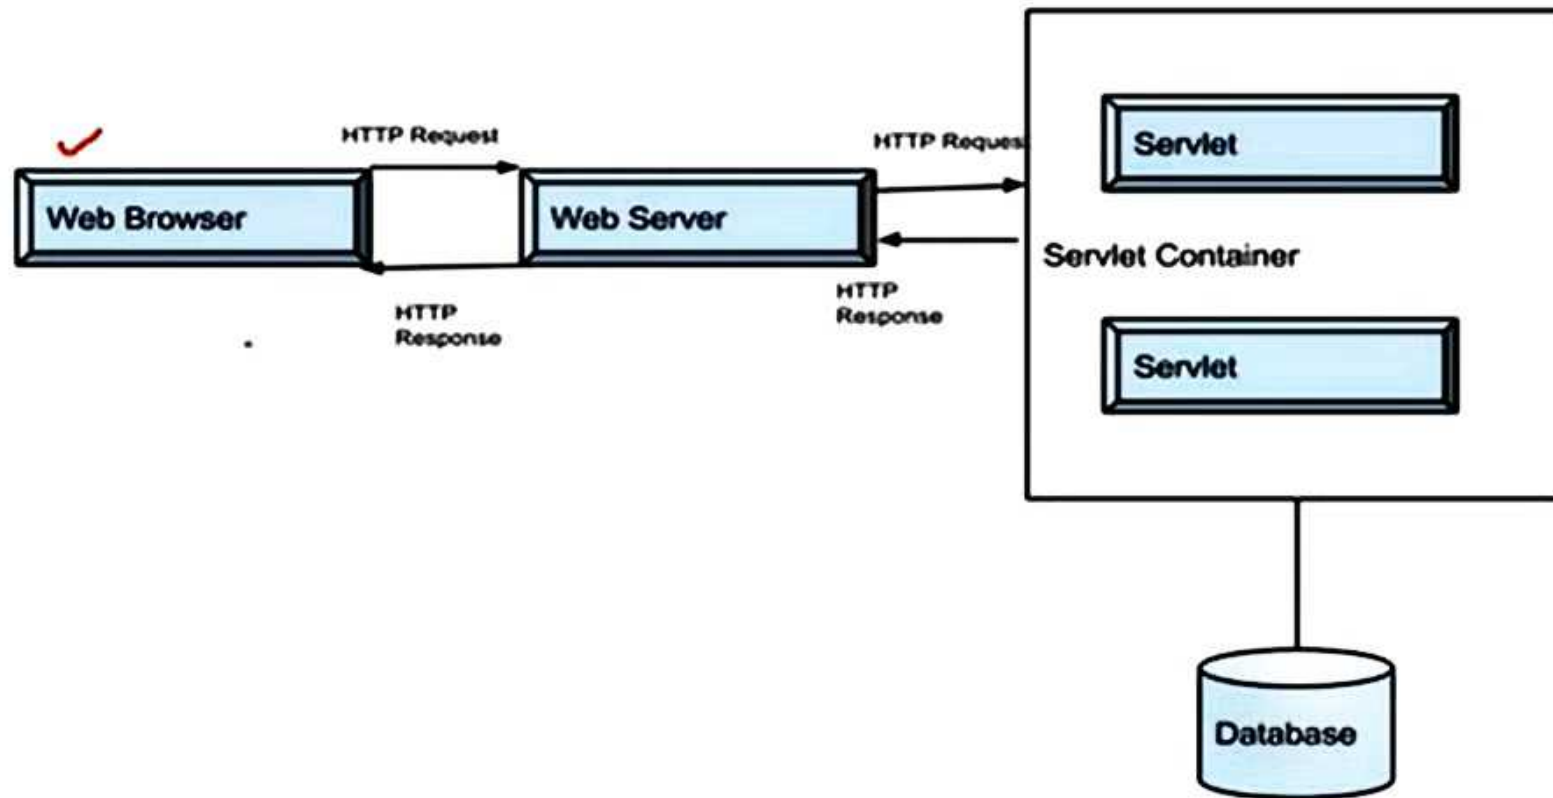 HTTP Request
Web Browser
Web Server
HTTP
Response
HTTP Reques
HTTP
Response
Servlet
Servlet Container
Servlet
Database